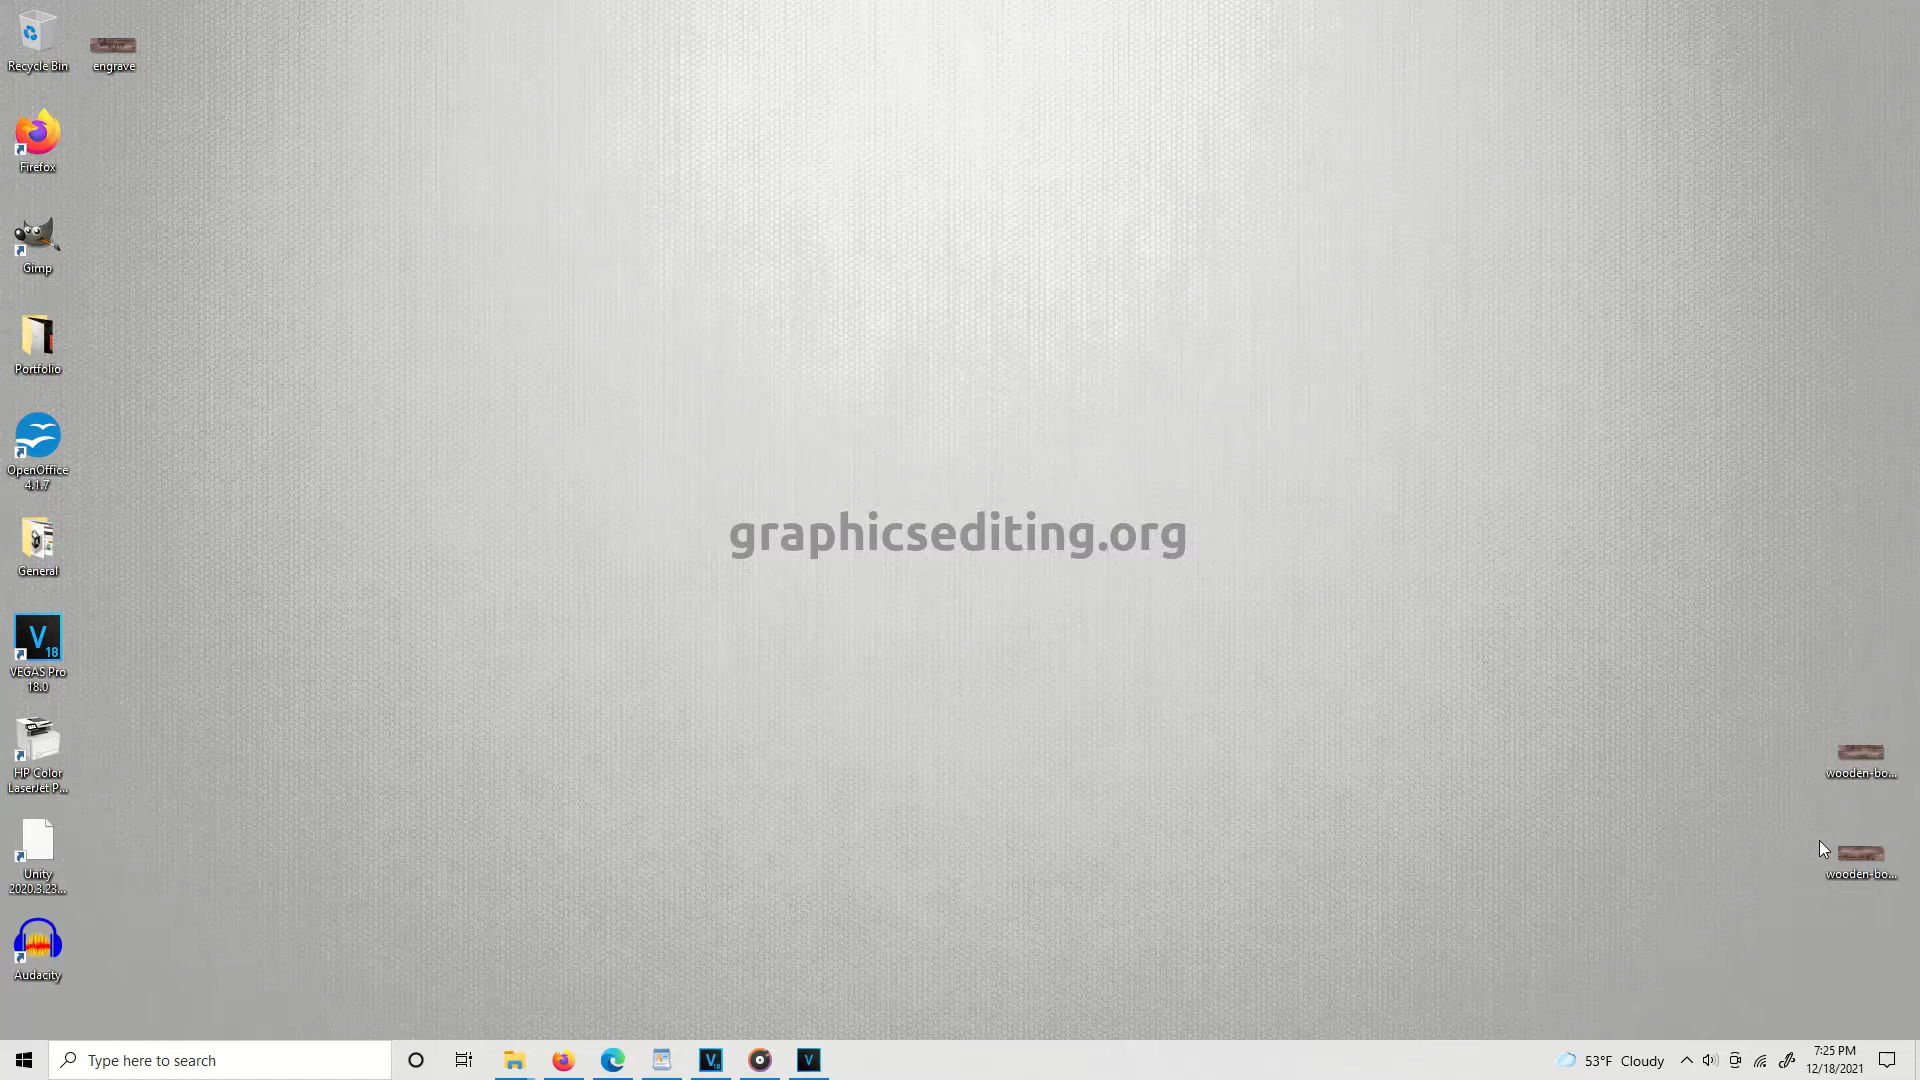 Recycle Bin
engrave
Firefox
Gimp
Portfolio
OpenOffice
4.1.7
General
V
18
VEGAS Pro
18.0
HP Color
LaserJet P...
Unity
2020.3.23...
Audacity
graphicsediting.org
wooden-bo...
wooden-bo...
Type here to search
V
V
53°F Cloudy
7:25 PM
12/18/2021